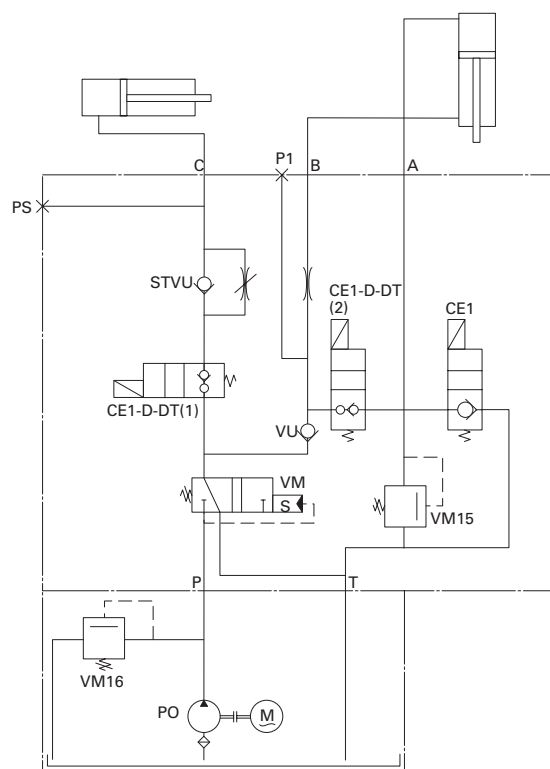 C
P1
B
A
PS
STVU
CE1-D-DT
(2)
CE1
CE1-D-DT(1)
VU
VM
S
VM15
P
T
VM16
PO
M